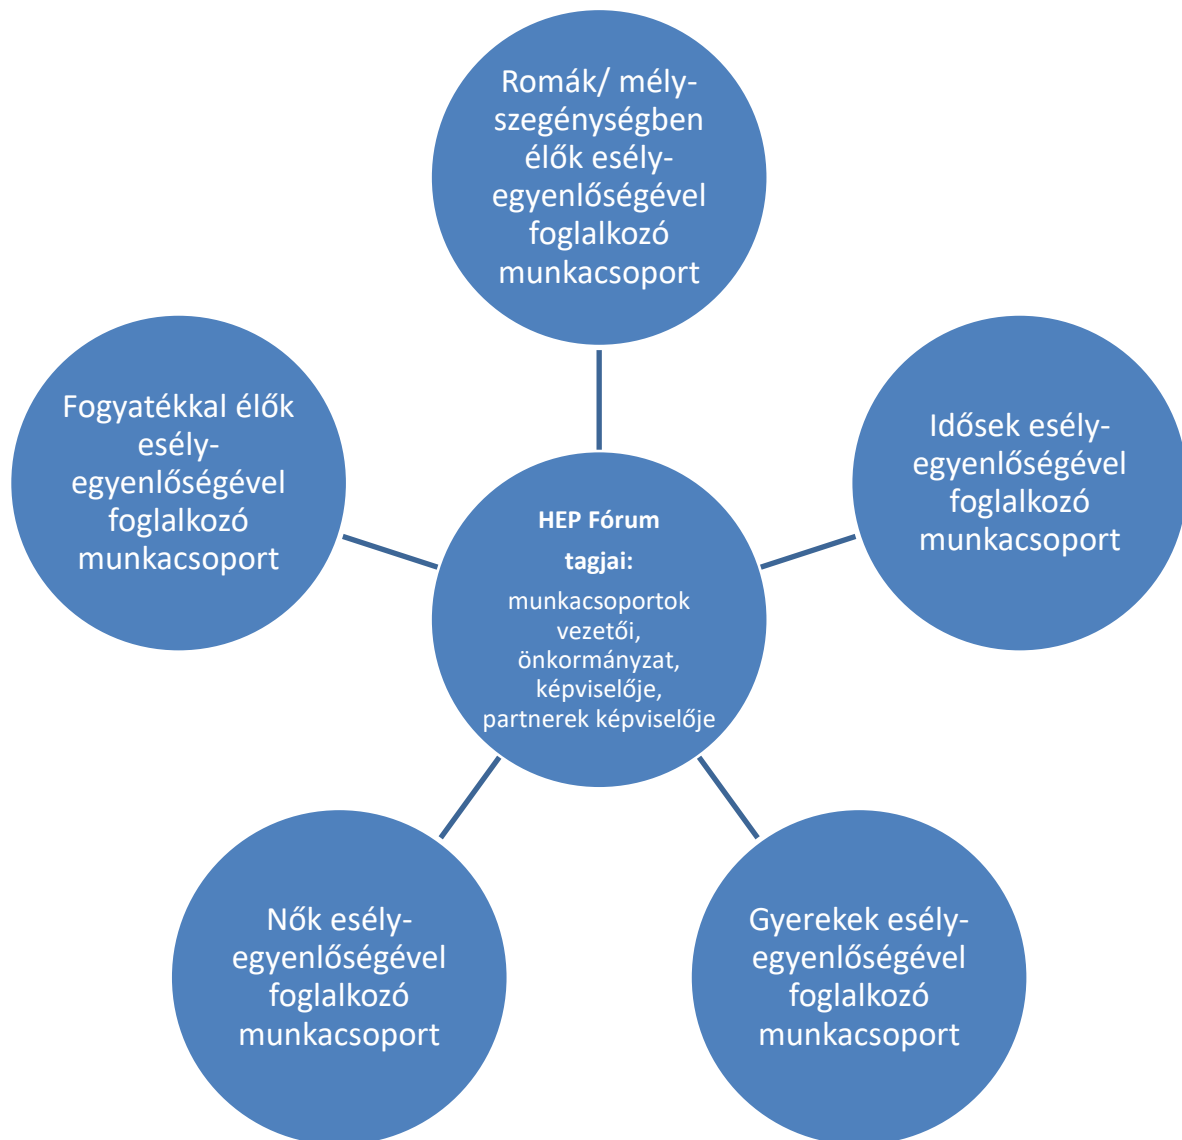 Romák/ mély-
szegénységben
élők esély-
egyenlőségével
foglalkozó
munkacsoport
Fogyatékkal élők
esély-
egyenlőségével
foglalkozó
munkacsoport
Idősek esély-
egyenlőségével
foglalkozó
munkacsoport
HEP Fórum
tagjai:
munkacsoportok
vezetői,
önkormányzat,
képviselője,
partnerek képviselője
Nők esély-
egyenlőségével
foglalkozó
munkacsoport
Gyerekek esély-
egyenlőségével
foglalkozó
munkacsoport